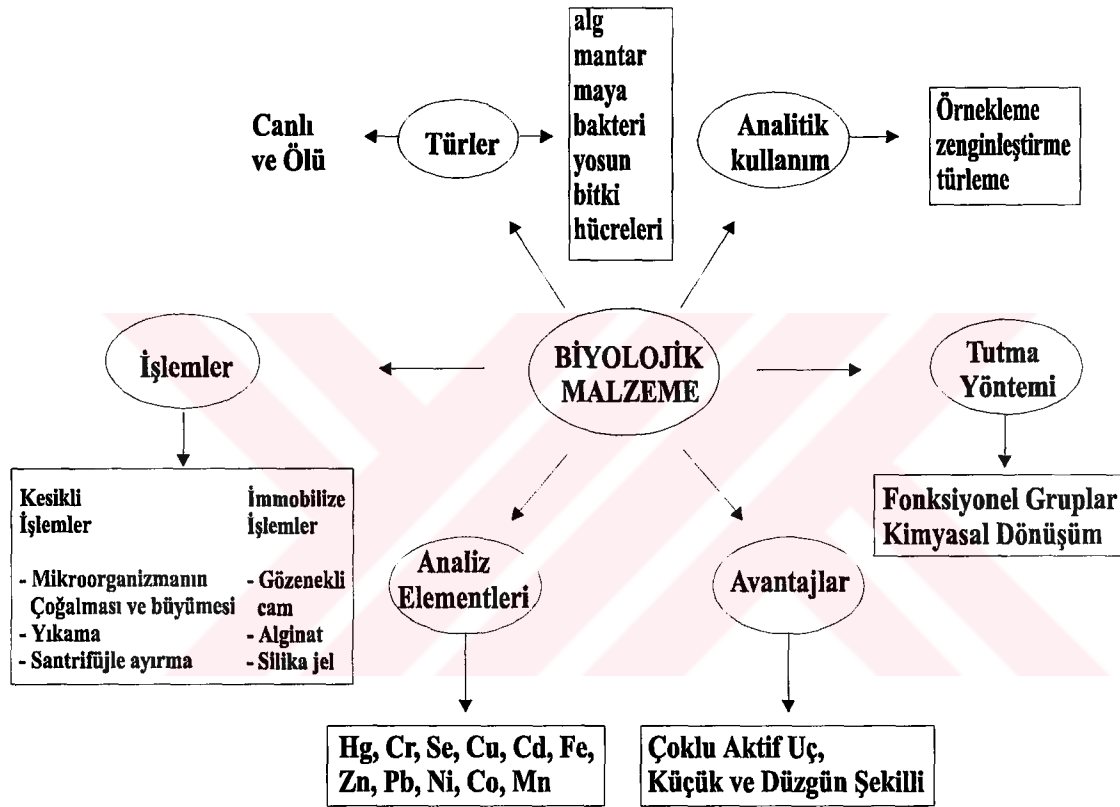 alg
mantar
maya
bakteri
yosun
bitki
hücreleri
Canlı
ve Ölü
Türler
Analitik
kullanım
Örnekleme
zenginleştirme
türleme
İşlemler
BİYOLOJİK
MALZEME
Tutma
Yöntemi
Kesikli
İşlemler
- Mikroorganizmanın
Çoğalması ve büyümesi
- Yıkama
- Santrifüjle ayırma
İmmobilize
İşlemler
- Gözenekli
cam
- Alginat
- Silika jel
Fonksiyonel Gruplar
Kimyasal Dönüşüm
Analiz
Elementleri
Avantajlar
Hg, Cr, Se, Cu, Cd, Fe,
Zn, Pb, Ni, Co, Mn
Çoklu Aktif Uç,
Küçük ve Düzgün Şekilli